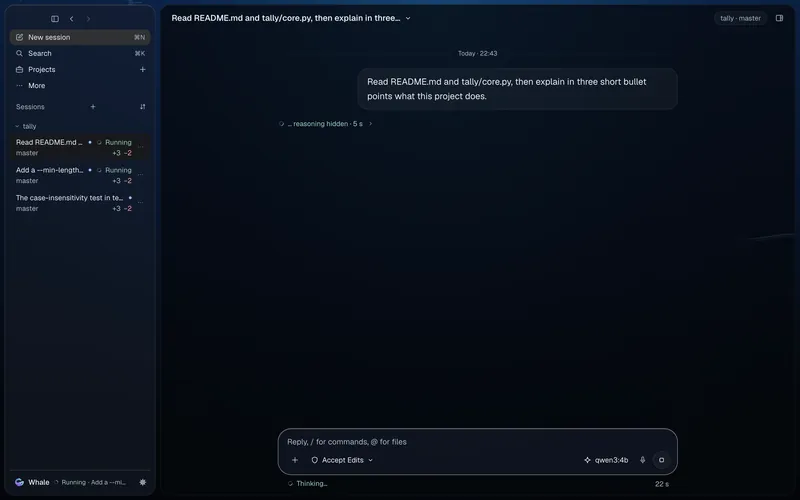 New session ⌘N
Search ⌘K
Projects
More
Sessions
tally
Read README.md ... Running
master +3 −2
Add a --min-length... Running
master +3 −2
The case-insensitivity test in te...
master +3 −2
Whale Running · Add a --mi...
Read README.md and tally/core.py, then explain in three...
tally · master
Today · 22:43
Read README.md and tally/core.py, then explain in three short bullet
points what this project does.
... reasoning hidden · 5 s
Reply, / for commands, @ for files
Accept Edits
qwen3:4b
Thinking...
22 s